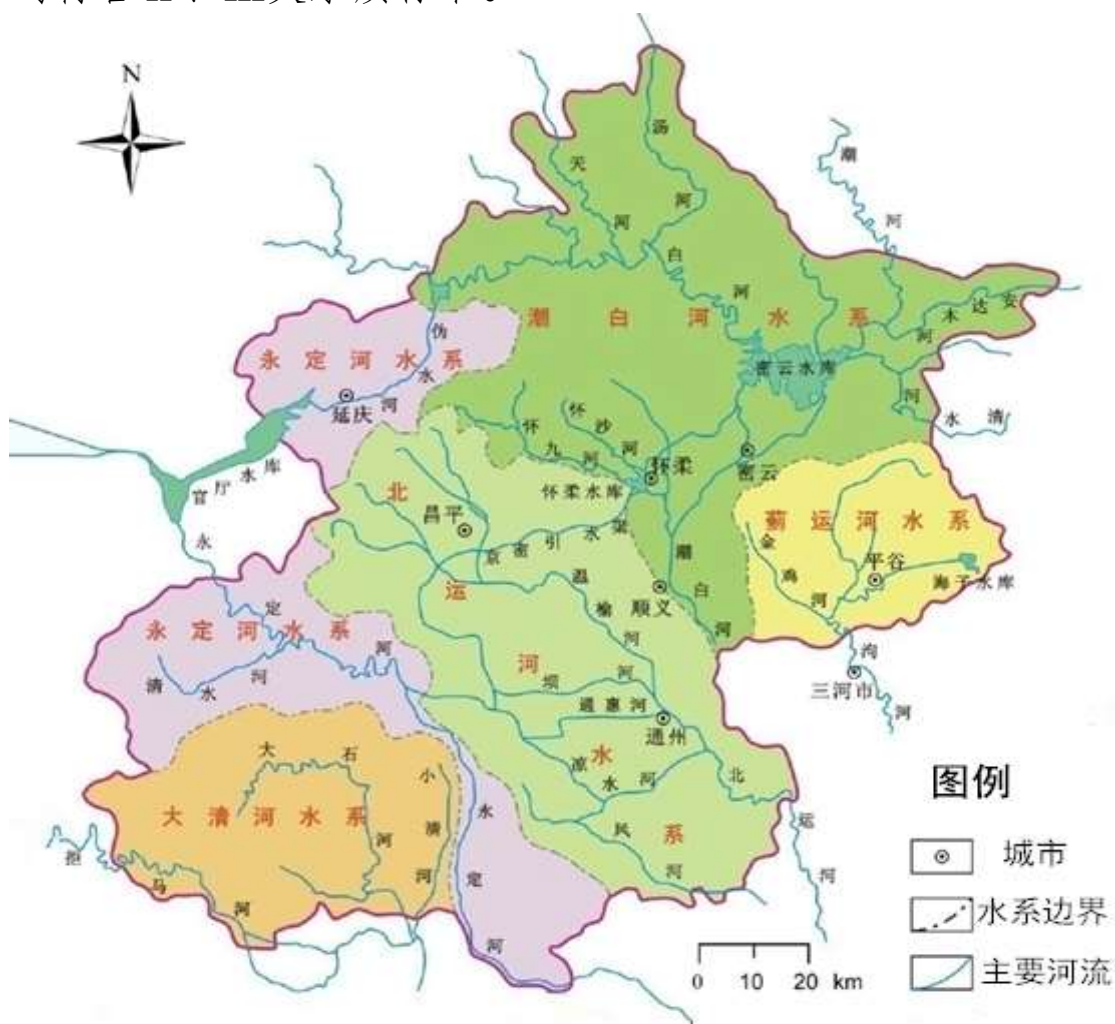 N
汤河
天河
潮河
白河
安达木河
潮白河水系
密云水库
清水河
永定河水系
伪水河
延庆
官厅水库
怀沙河
怀九河
怀柔
密云
怀柔水库
京密引水渠
昌平
北运河水系
蓟运河水系
金鸡河
平谷
海子水库
温榆河
顺义
潮白河
永定河
永定河水系
清水河
坝河
通惠河
通州
三河市
泃河
凉水河
北运河
风河
大石河
小清河
大清河水系
拒马河
永定河
图例
城市
水系边界
主要河流
0 10 20 km